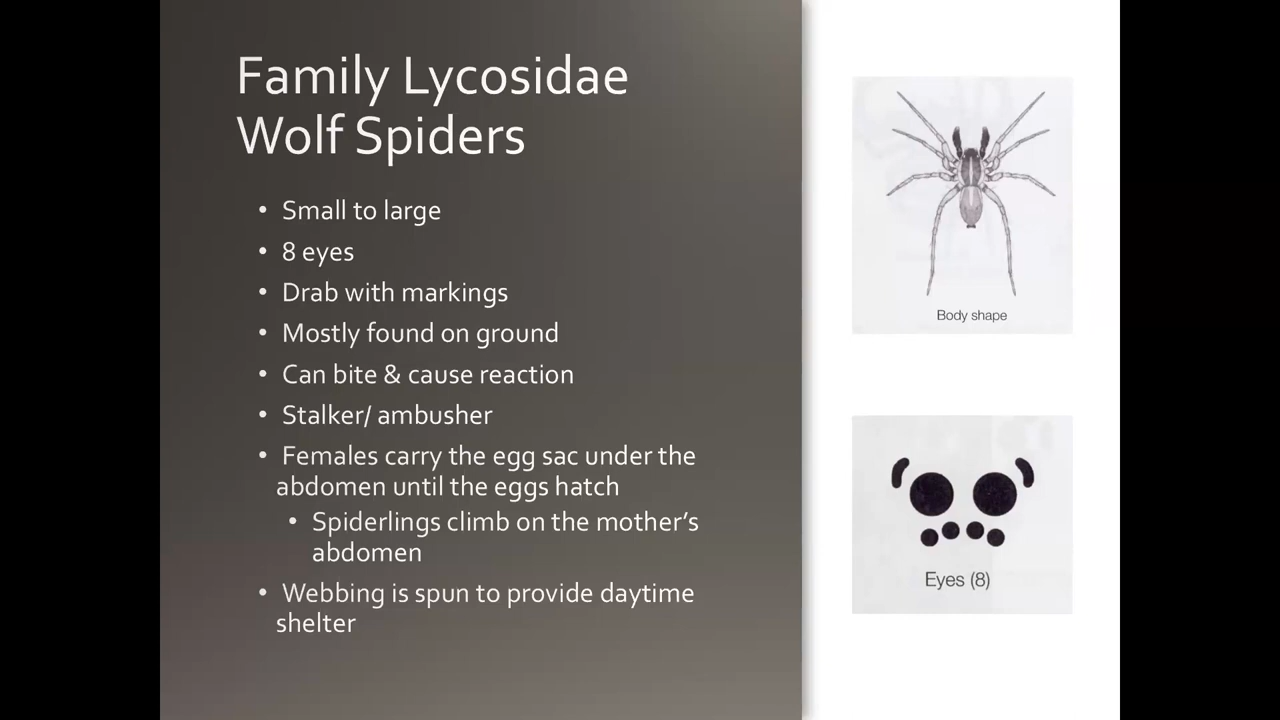 Family Lycosidae
Wolf Spiders
• Small to large
• 8 eyes
• Drab with markings
• Mostly found on ground
• Can bite & cause reaction
• Stalker/ ambusher
• Females carry the egg sac under the
abdomen until the eggs hatch
• Spiderlings climb on the mother’s
abdomen
• Webbing is spun to provide daytime
shelter
Body shape
Eyes (8)